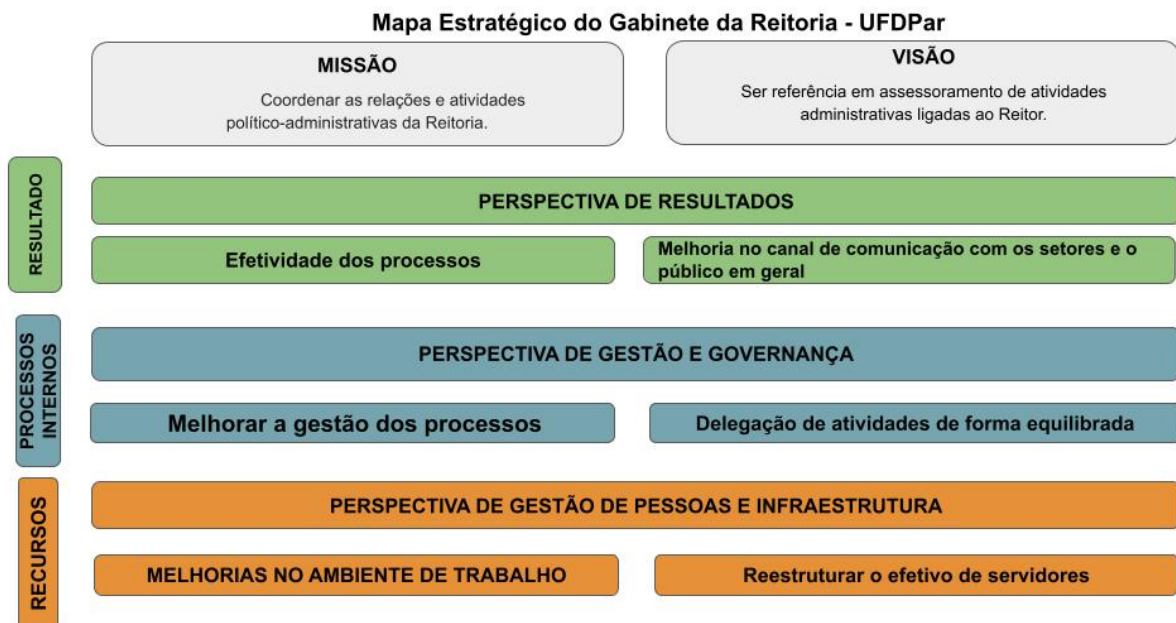 Mapa Estratégico do Gabinete da Reitoria - UFDPar
MISSÃO
Coordenar as relações e atividades
político-administrativas da Reitoria.
VISÃO
Ser referência em assessoramento de atividades
administrativas ligadas ao Reitor.
RESULTADO
PERSPECTIVA DE RESULTADOS
Efetividade dos processos
Melhoria no canal de comunicação com os setores e o
público em geral
PROCESSOS
INTERNOS
PERSPECTIVA DE GESTÃO E GOVERNANÇA
Melhorar a gestão dos processos
Delegação de atividades de forma equilibrada
RECURSOS
PERSPECTIVA DE GESTÃO DE PESSOAS E INFRAESTRUTURA
MELHORIAS NO AMBIENTE DE TRABALHO
Reestruturar o efetivo de servidores